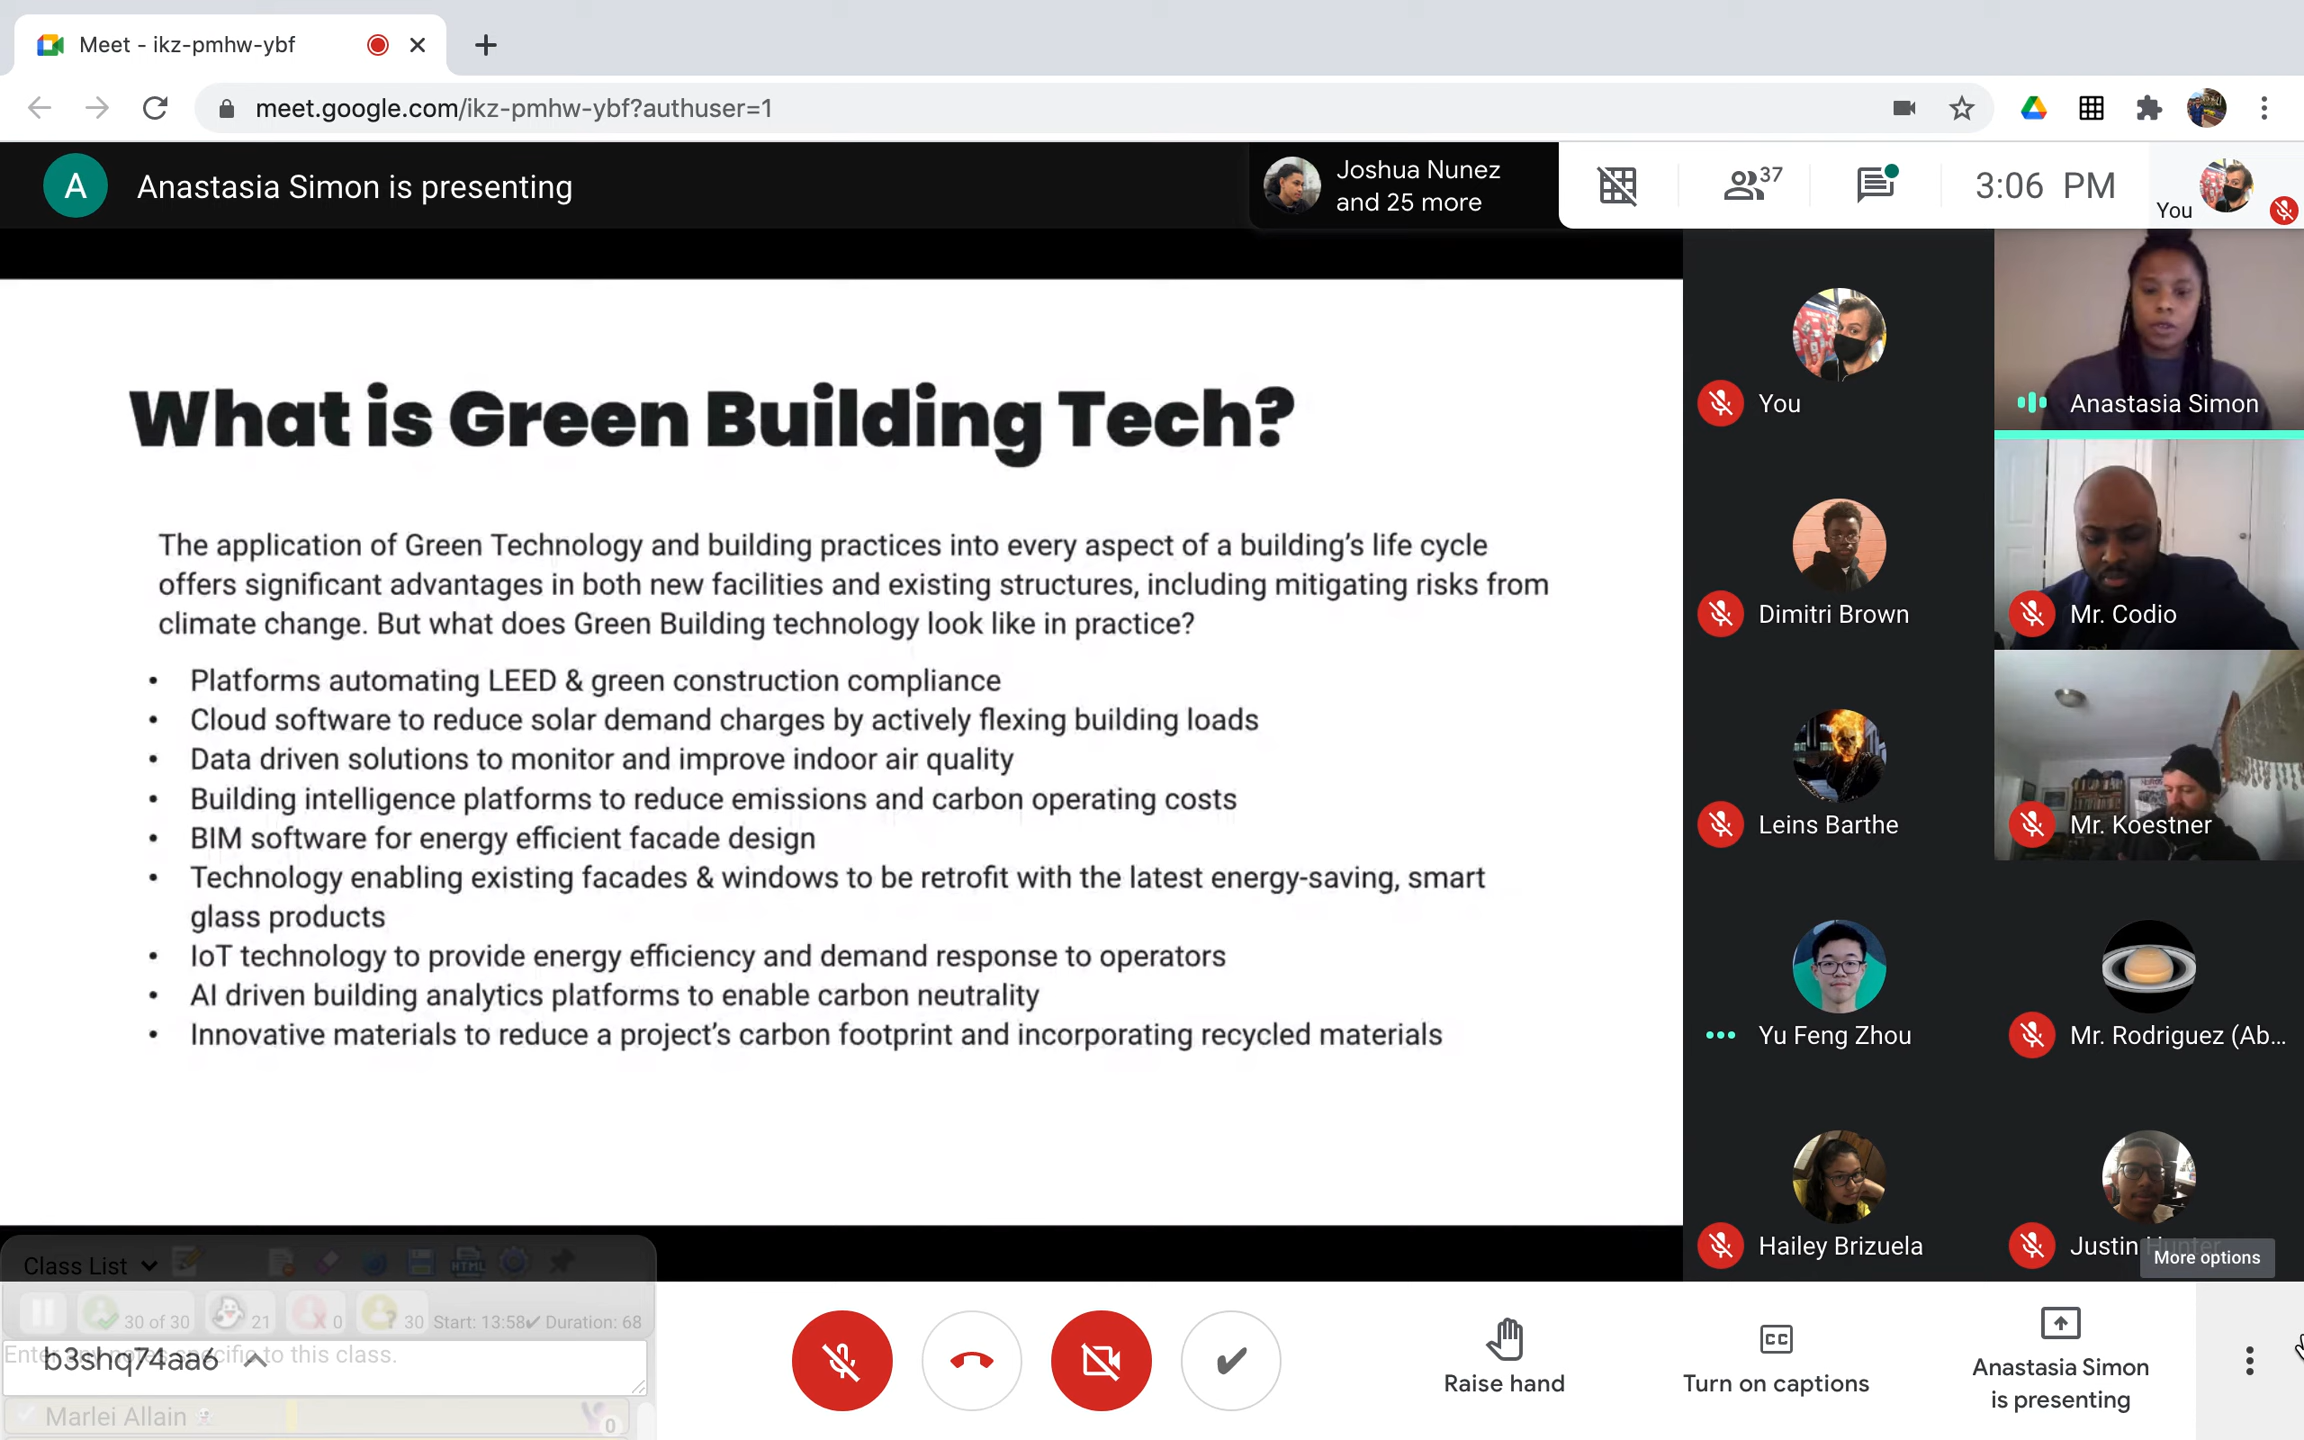 Meet - ikz-pmhw-ybf
meet.google.com/ikz-pmhw-ybf?authuser=1
A
Anastasia Simon is presenting
Joshua Nunez
and 25 more
37
3:06 PM
You
What is Green Building Tech?
The application of Green Technology and building practices into every aspect of a building’s life cycle
offers significant advantages in both new facilities and existing structures, including mitigating risks from
climate change. But what does Green Building technology look like in practice?
• Platforms automating LEED & green construction compliance
• Cloud software to reduce solar demand charges by actively flexing building loads
• Data driven solutions to monitor and improve indoor air quality
• Building intelligence platforms to reduce emissions and carbon operating costs
• BIM software for energy efficient facade design
• Technology enabling existing facades & windows to be retrofit with the latest energy-saving, smart
glass products
• IoT technology to provide energy efficiency and demand response to operators
• AI driven building analytics platforms to enable carbon neutrality
• Innovative materials to reduce a project’s carbon footprint and incorporating recycled materials
You
Anastasia Simon
Dimitri Brown
Mr. Codio
Leins Barthe
Mr. Koestner
Yu Feng Zhou
Mr. Rodriguez (Ab...
Hailey Brizuela
Justin Hunter
More options
Class List
HTML
30 of 30
21
0
30
Start: 13:58✔ Duration: 68
Enter any notes specific to this class.
b3shq74aa6
Marlei Allain
0
Raise hand
CC
Turn on captions
Anastasia Simon
is presenting